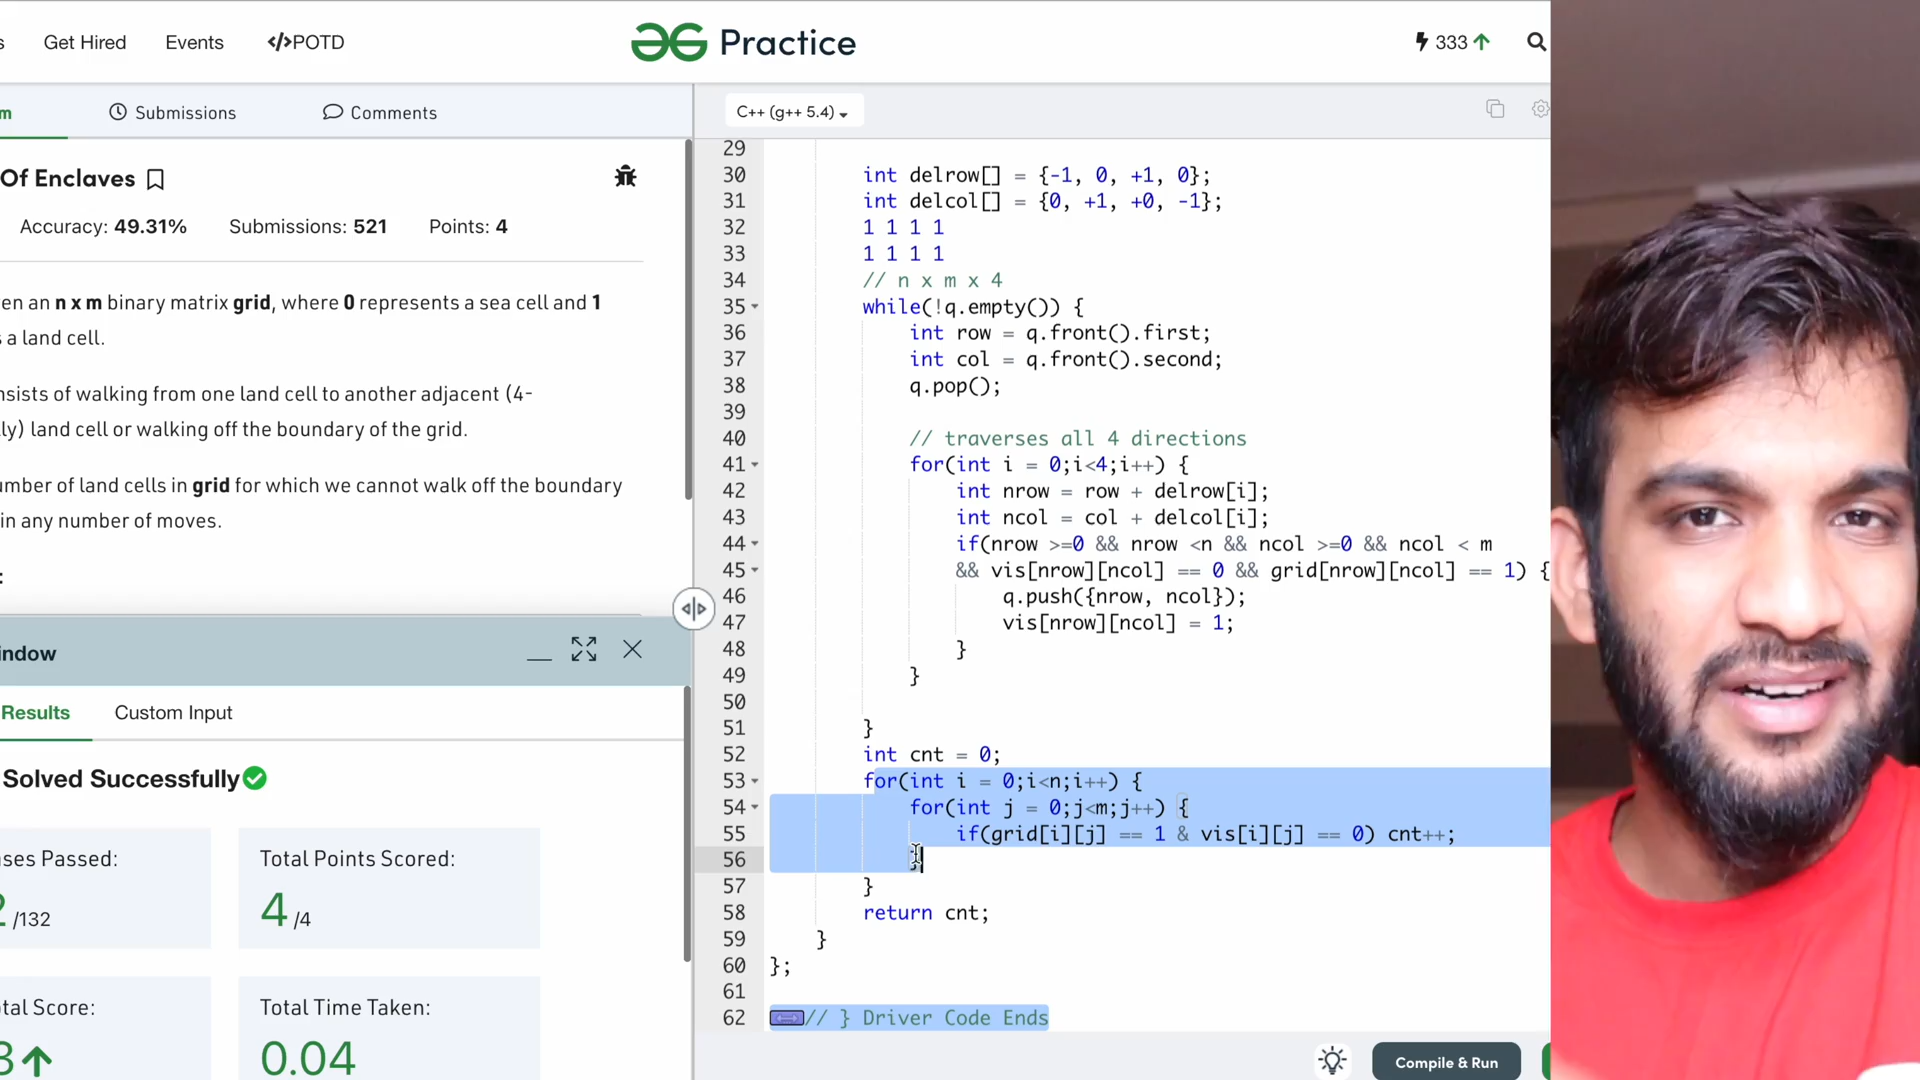 s Get Hired Events </>POTD Practice 333
m Submissions Comments
Of Enclaves
Accuracy: 49.31% Submissions: 521 Points: 4
en an n x m binary matrix grid, where 0 represents a sea cell and 1
s a land cell.
nsists of walking from one land cell to another adjacent (4-
lly) land cell or walking off the boundary of the grid.
umber of land cells in grid for which we cannot walk off the boundary
in any number of moves.
:
indow
Results Custom Input
Solved Successfully
ases Passed:
2 /132
Total Points Scored:
4 /4
tal Score:
3
Total Time Taken:
0.04
C++ (g++ 5.4)
29
30 int delrow[] = {-1, 0, +1, 0};
31 int delcol[] = {0, +1, +0, -1};
32 1 1 1 1
33 1 1 1 1
34 // n x m x 4
35 while(!q.empty()) {
36 int row = q.front().first;
37 int col = q.front().second;
38 q.pop();
39
40 // traverses all 4 directions
41 for(int i = 0;i<4;i++) {
42 int nrow = row + delrow[i];
43 int ncol = col + delcol[i];
44 if(nrow >=0 && nrow <n && ncol >=0 && ncol < m
45 && vis[nrow][ncol] == 0 && grid[nrow][ncol] == 1) {
46 q.push({nrow, ncol});
47 vis[nrow][ncol] = 1;
48 }
49 }
50
51 }
52 int cnt = 0;
53 for(int i = 0;i<n;i++) {
54 for(int j = 0;j<m;j++) {
55 if(grid[i][j] == 1 & vis[i][j] == 0) cnt++;
56 }
57 }
58 return cnt;
59 }
60 };
61
62 // } Driver Code Ends
Compile & Run